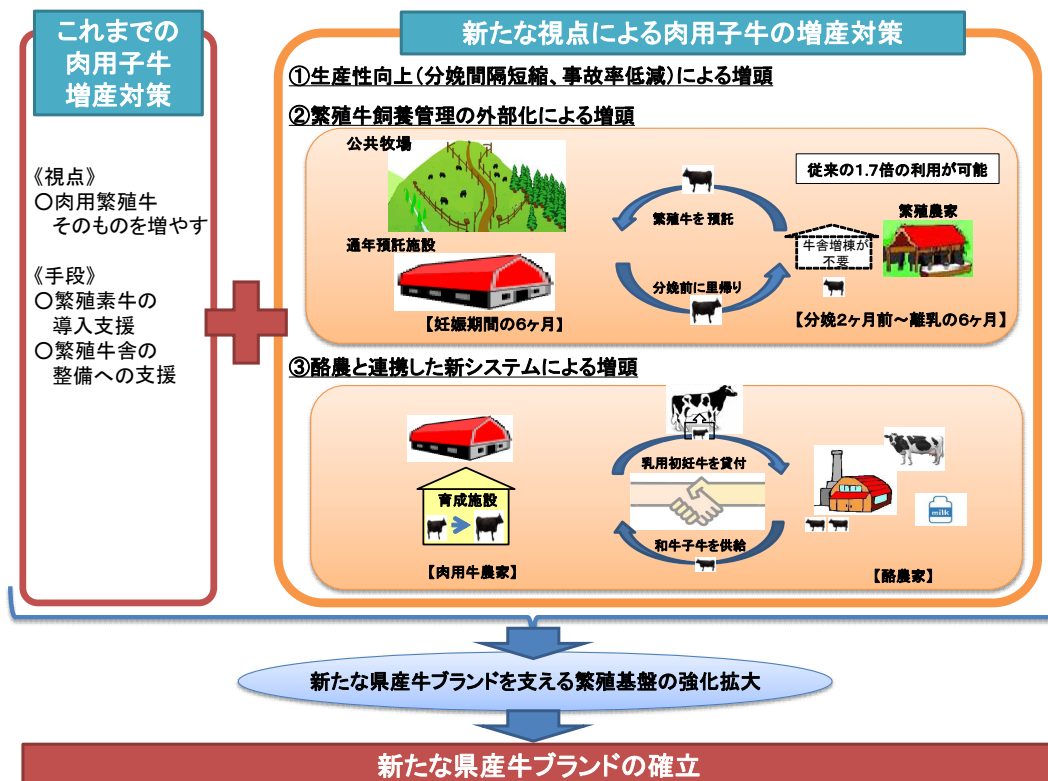 これまでの
肉用子牛
増産対策
《視点》
〇肉用繁殖牛
そのものを増やす
《手段》
〇繁殖素牛の
導入支援
〇繁殖牛舎の
整備への支援
新たな視点による肉用子牛の増産対策
①生産性向上(分娩間隔短縮、事故率低減)による増頭
②繁殖牛飼養管理の外部化による増頭
公共牧場
従来の1.7倍の利用が可能
繁殖牛を預託
繁殖農家
牛舎増棟が
不要
通年預託施設
分娩前に里帰り
【妊娠期間の6ヶ月】
【分娩2ヶ月前～離乳の6ヶ月】
③酪農と連携した新システムによる増頭
乳用初妊牛を貸付
育成施設
milk
和牛子牛を供給
【肉用牛農家】
【酪農家】
新たな県産牛ブランドを支える繁殖基盤の強化拡大
新たな県産牛ブランドの確立